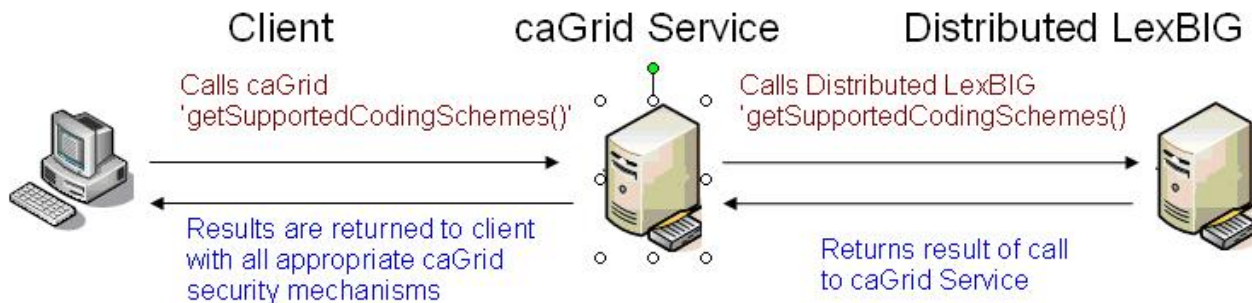 Client
caGrid Service
Distributed LexBIG
Calls caGrid
'getSupportedCodingSchemes()'
Calls Distributed LexBIG
'getSupportedCodingSchemes()
Results are returned to client
with all appropriate caGrid
security mechanisms
Returns result of call
to caGrid Service